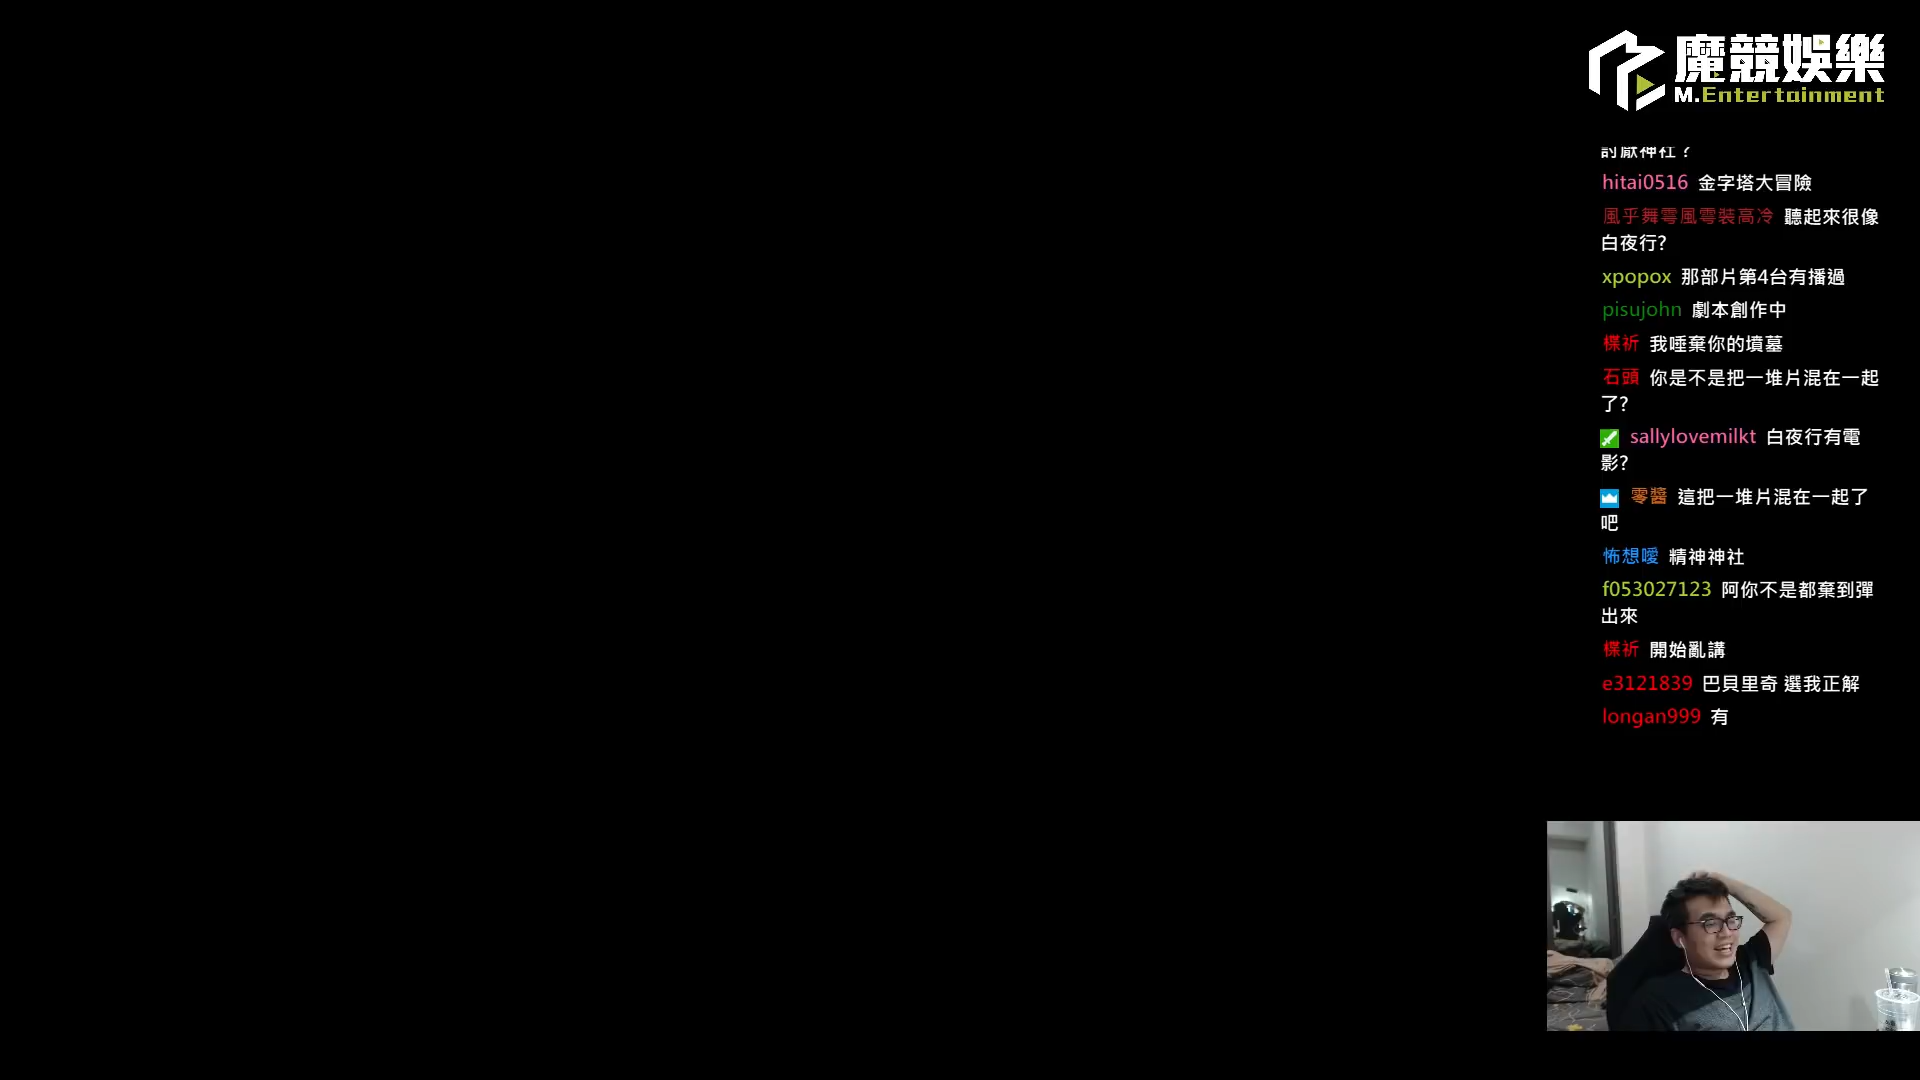 魔競娛樂
M.Entertainment
討厭神社？
hitai0516 金字塔大冒險
風乎舞雩風雩裝高冷 聽起來很像
白夜行?
xpopox 那部片第4台有播過
pisujohn 劇本創作中
楪祈 我唾棄你的墳墓
石頭 你是不是把一堆片混在一起
了?
sallylovemilkt 白夜行有電
影?
零醬 這把一堆片混在一起了
吧
怖想噯 精神神社
f053027123 阿你不是都棄到彈
出來
楪祈 開始亂講
e3121839 巴貝里奇 選我正解
longan999 有